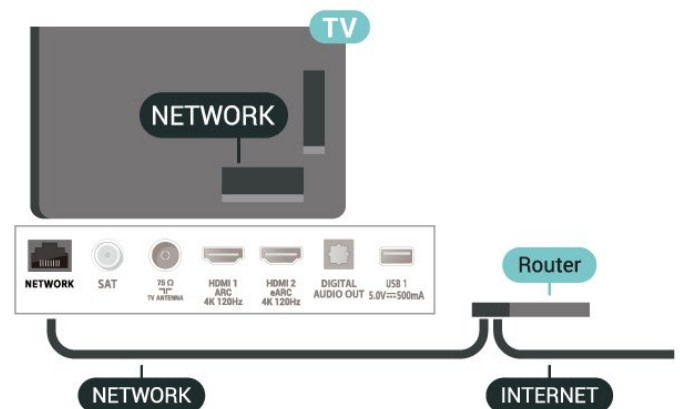 TV
NETWORK
NETWORK
SAT
75 Ω
TV ANTENNA
HDMI 1
ARC
4K 120Hz
HDMI 2
eARC
4K 120Hz
DIGITAL
AUDIO OUT
USB 1
5.0V⎓500mA
Router
NETWORK
INTERNET